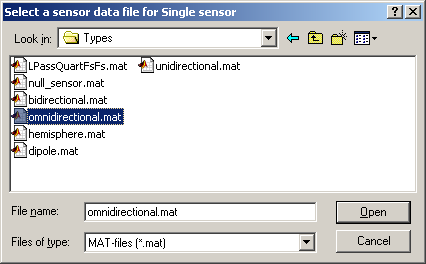 Select a sensor data file for Single sensor
Look in: Types
LPassQuartFsFs.mat unidirectional.mat
null_sensor.mat
bidirectional.mat
omnidirectional.mat
hemisphere.mat
dipole.mat
File name: omnidirectional.mat Open
Files of type: MAT-files (*.mat) Cancel